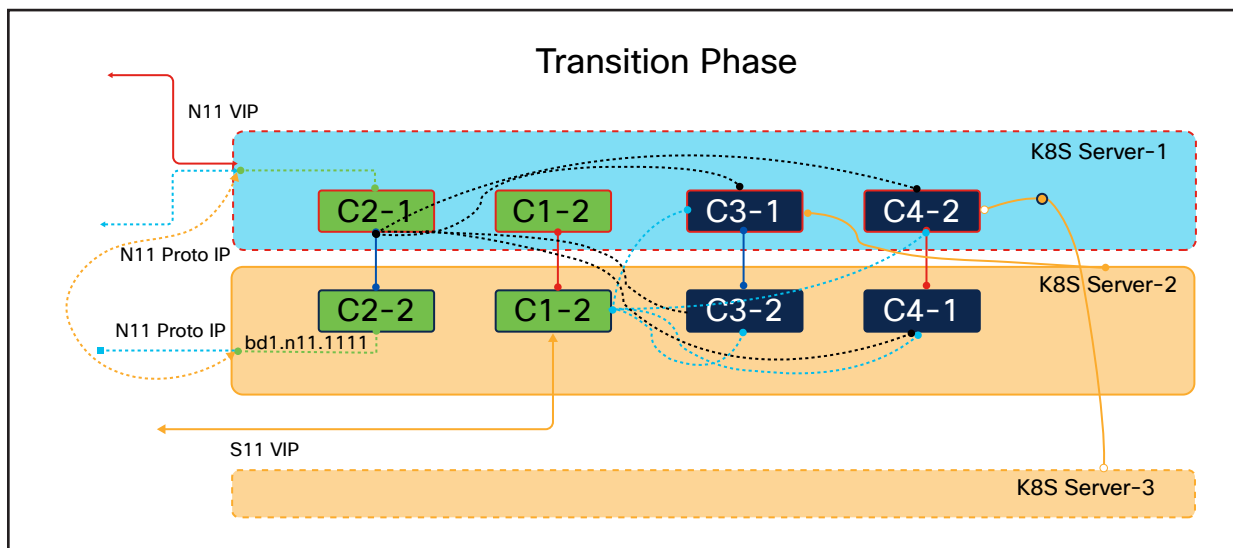 Transition Phase
N11 VIP
K8S Server-1
C2-1
C1-2
C3-1
C4-2
N11 Proto IP
K8S Server-2
C2-2
C1-2
C3-2
C4-1
N11 Proto IP
bd1.n11.1111
S11 VIP
K8S Server-3